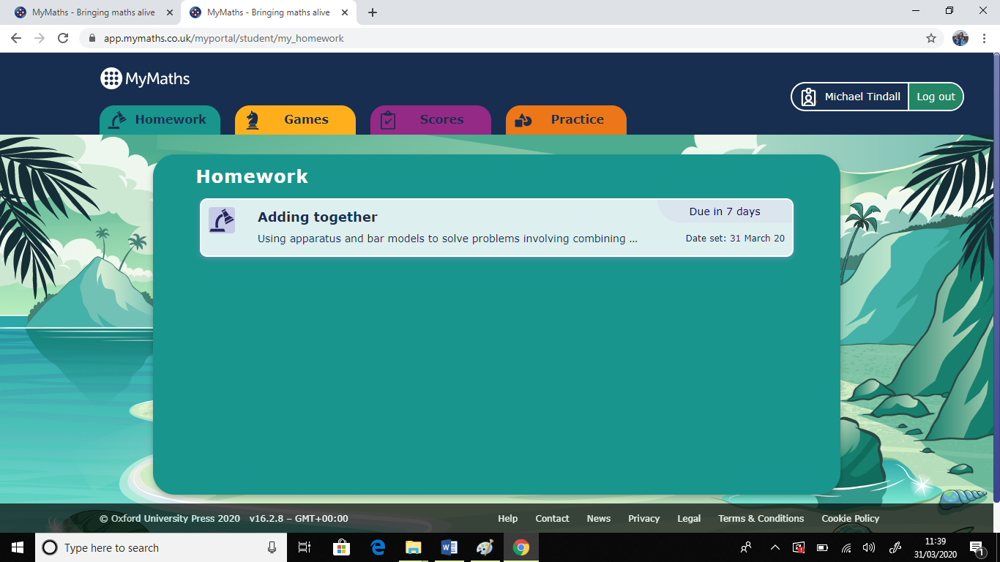 MyMaths - Bringing maths alive
MyMaths - Bringing maths alive
app.mymaths.co.uk/myportal/student/my_homework
MyMaths
Michael Tindall
Log out
Homework
Games
Scores
Practice
Homework
Adding together
Due in 7 days
Using apparatus and bar models to solve problems involving combining ...
Date set: 31 March 20
© Oxford University Press 2020 v16.2.8 – GMT+00:00
Help
Contact
News
Privacy
Legal
Terms & Conditions
Cookie Policy
Type here to search
11:39
31/03/2020
1